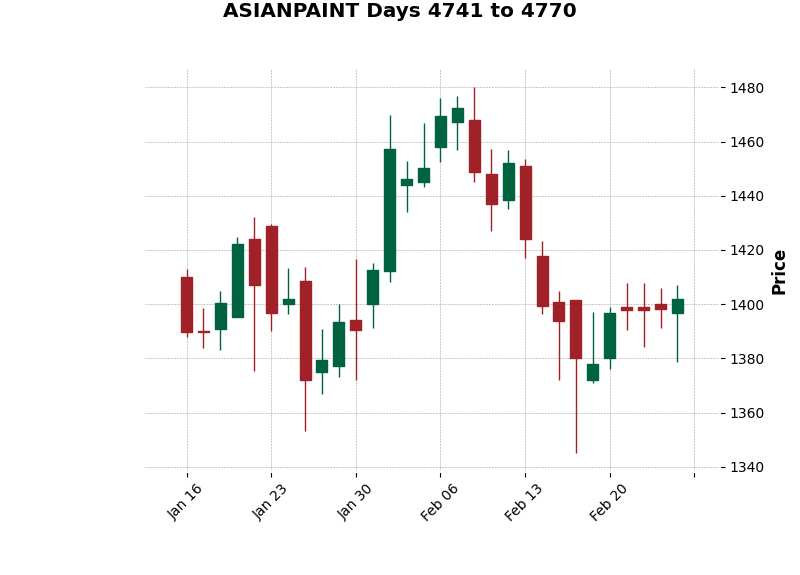 ASIANPAINT Days 4741 to 4770
1480
1460
1440
1420
1400
1380
1360
1340
Price
Jan 16
Jan 23
Jan 30
Feb 06
Feb 13
Feb 20